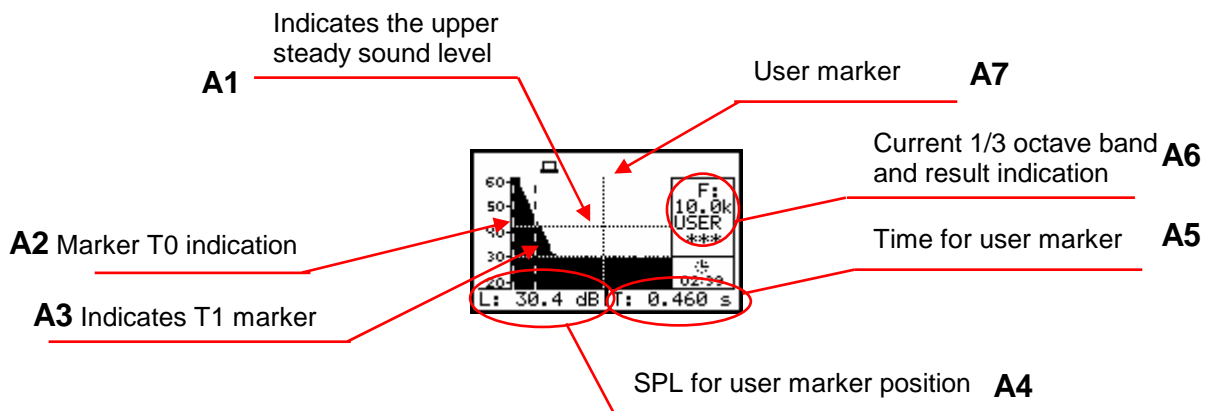 Indicates the upper
steady sound level
A1
User marker A7
Current 1/3 octave band
and result indication
A6
60
50
40
30
20
F:
10.0k
USER
***
02:39
L: 30.4 dB T: 0.460 s
A2 Marker T0 indication
Time for user marker A5
A3 Indicates T1 marker
SPL for user marker position A4